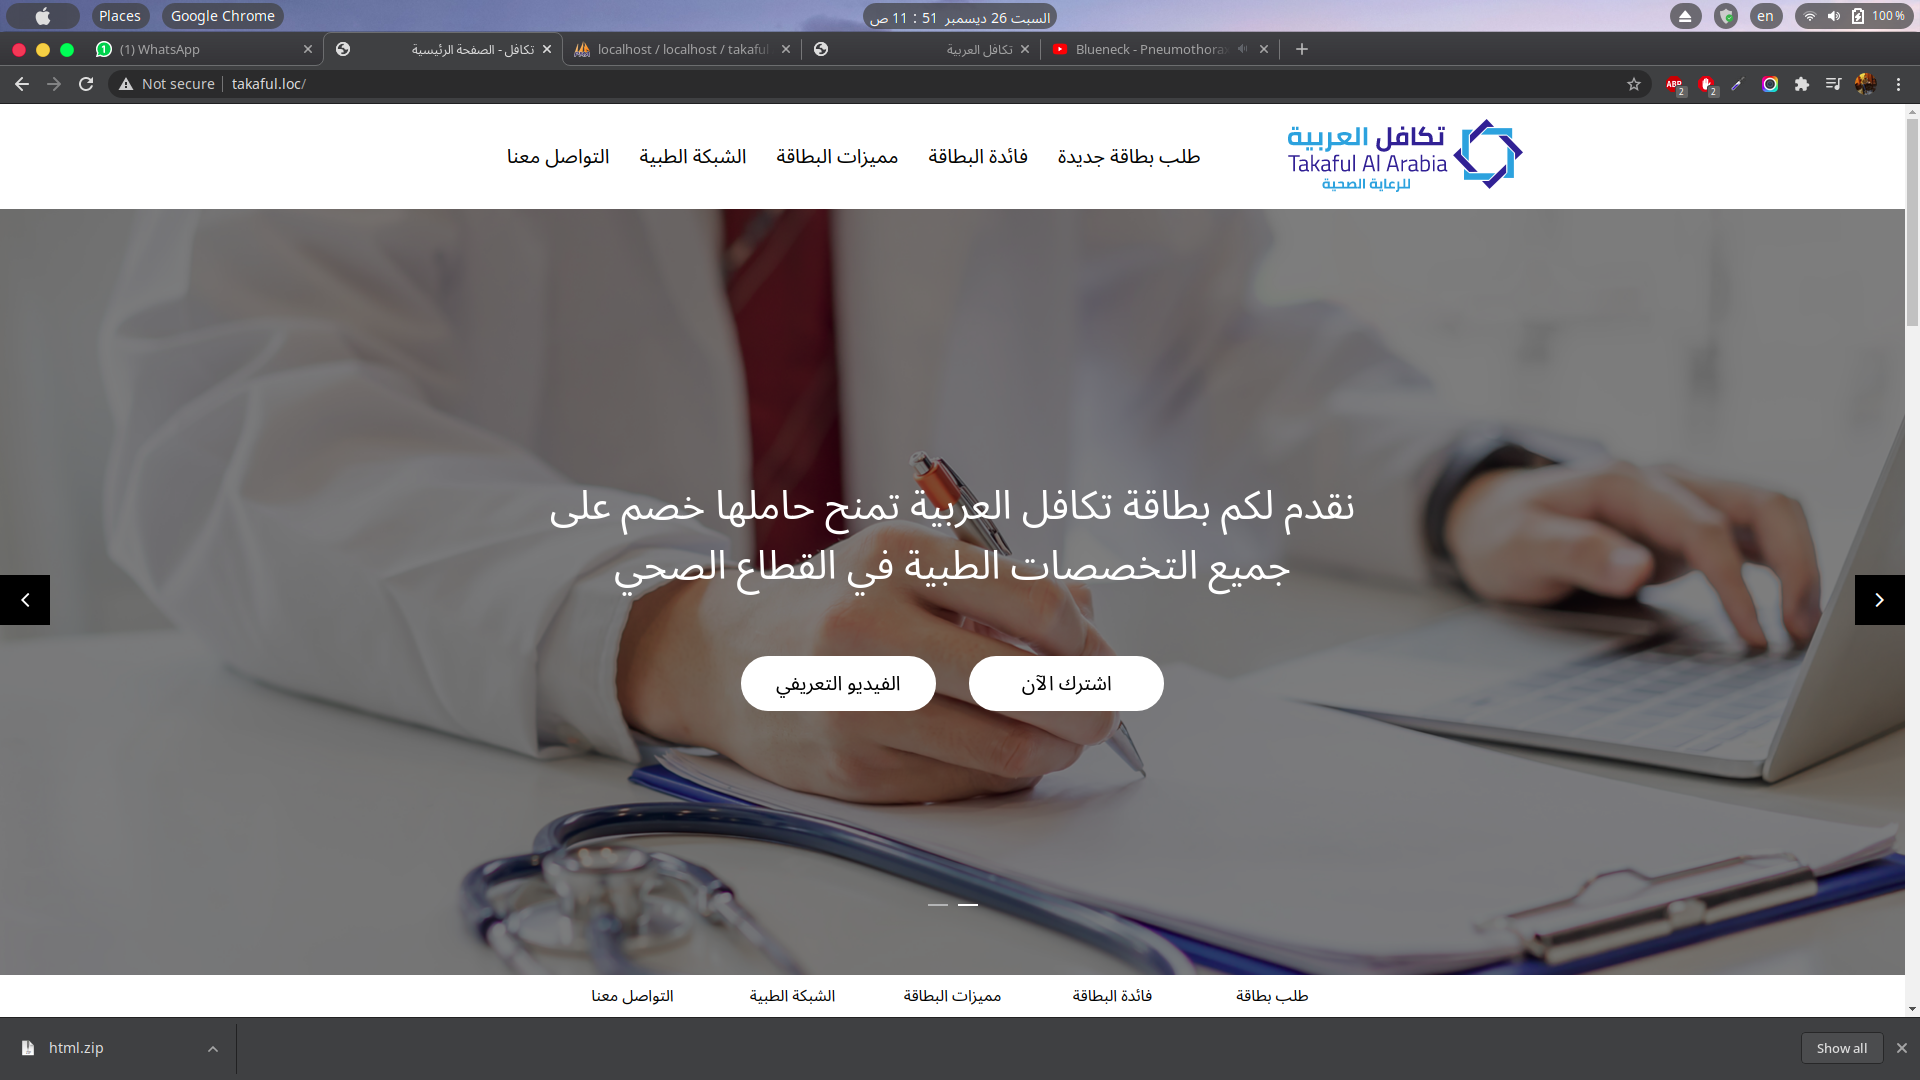 Places
Google Chrome
السبت 26 ديسمبر 11 : 51 ص
en
100 %
(1) WhatsApp
تكافل - الصفحة الرئيسية
localhost / localhost / takaful
تكافل العربية
Blueneck - Pneumothorax
Not secure
takaful.loc/
ABP
2
2
تكافل العربية
Takaful Al Arabia
للرعاية الصحية
طلب بطاقة جديدة
فائدة البطاقة
مميزات البطاقة
الشبكة الطبية
التواصل معنا
نقدم لكم بطاقة تكافل العربية تمنح حاملها خصم على
جميع التخصصات الطبية في القطاع الصحي
اشترك الآن
الفيديو التعريفي
طلب بطاقة
فائدة البطاقة
مميزات البطاقة
الشبكة الطبية
التواصل معنا
html.zip
Show all